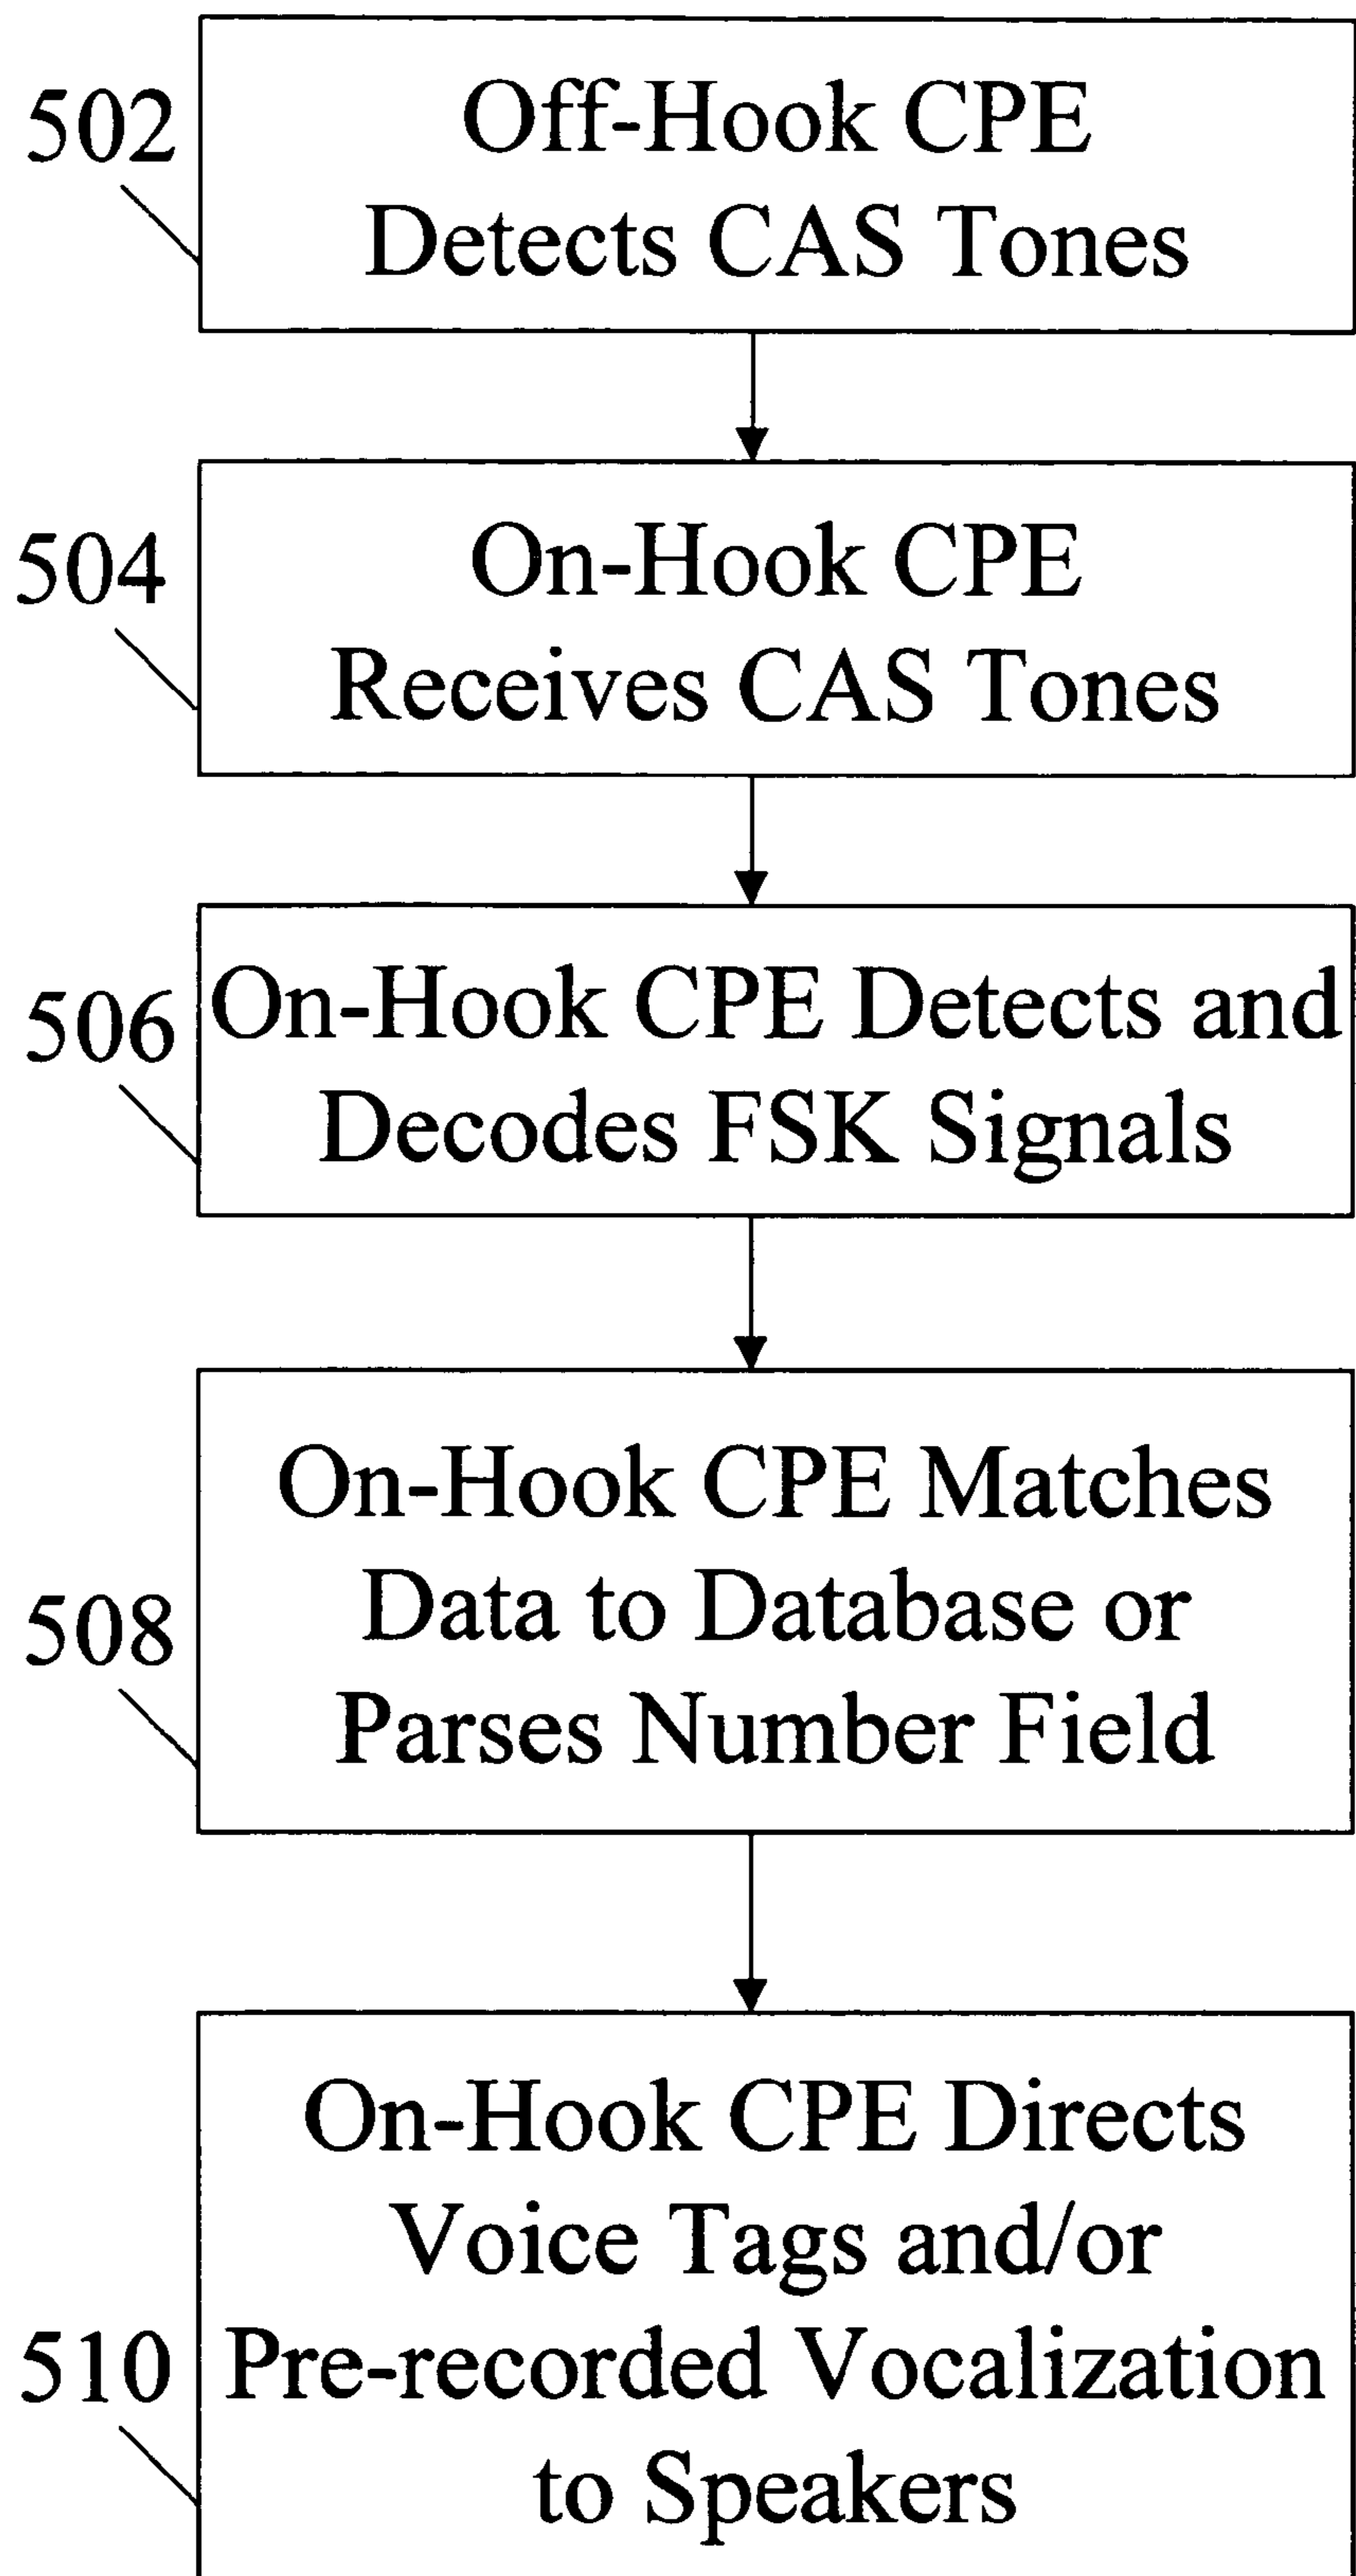 502
Off-Hook CPE
Detects CAS Tones
504
On-Hook CPE
Receives CAS Tones
506
On-Hook CPE Detects and
Decodes FSK Signals
508
On-Hook CPE Matches
Data to Database or
Parses Number Field
510
On-Hook CPE Directs
Voice Tags and/or
Pre-recorded Vocalization
to Speakers